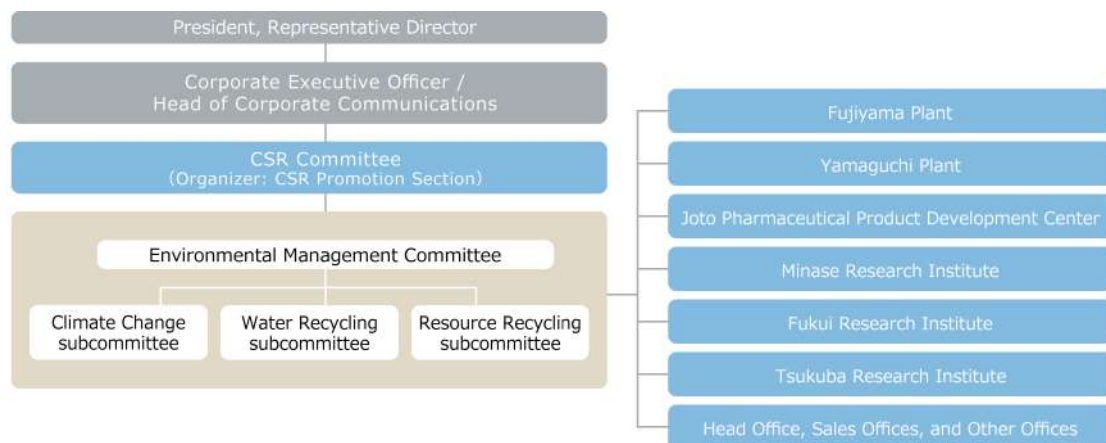 President, Representative Director
Corporate Executive Officer /
Head of Corporate Communications
CSR Committee
(Organizer: CSR Promotion Section)
Environmental Management Committee
Climate Change
subcommittee
Water Recycling
subcommittee
Resource Recycling
subcommittee
Fujiyama Plant
Yamaguchi Plant
Joto Pharmaceutical Product Development Center
Minase Research Institute
Fukui Research Institute
Tsukuba Research Institute
Head Office, Sales Offices, and Other Offices